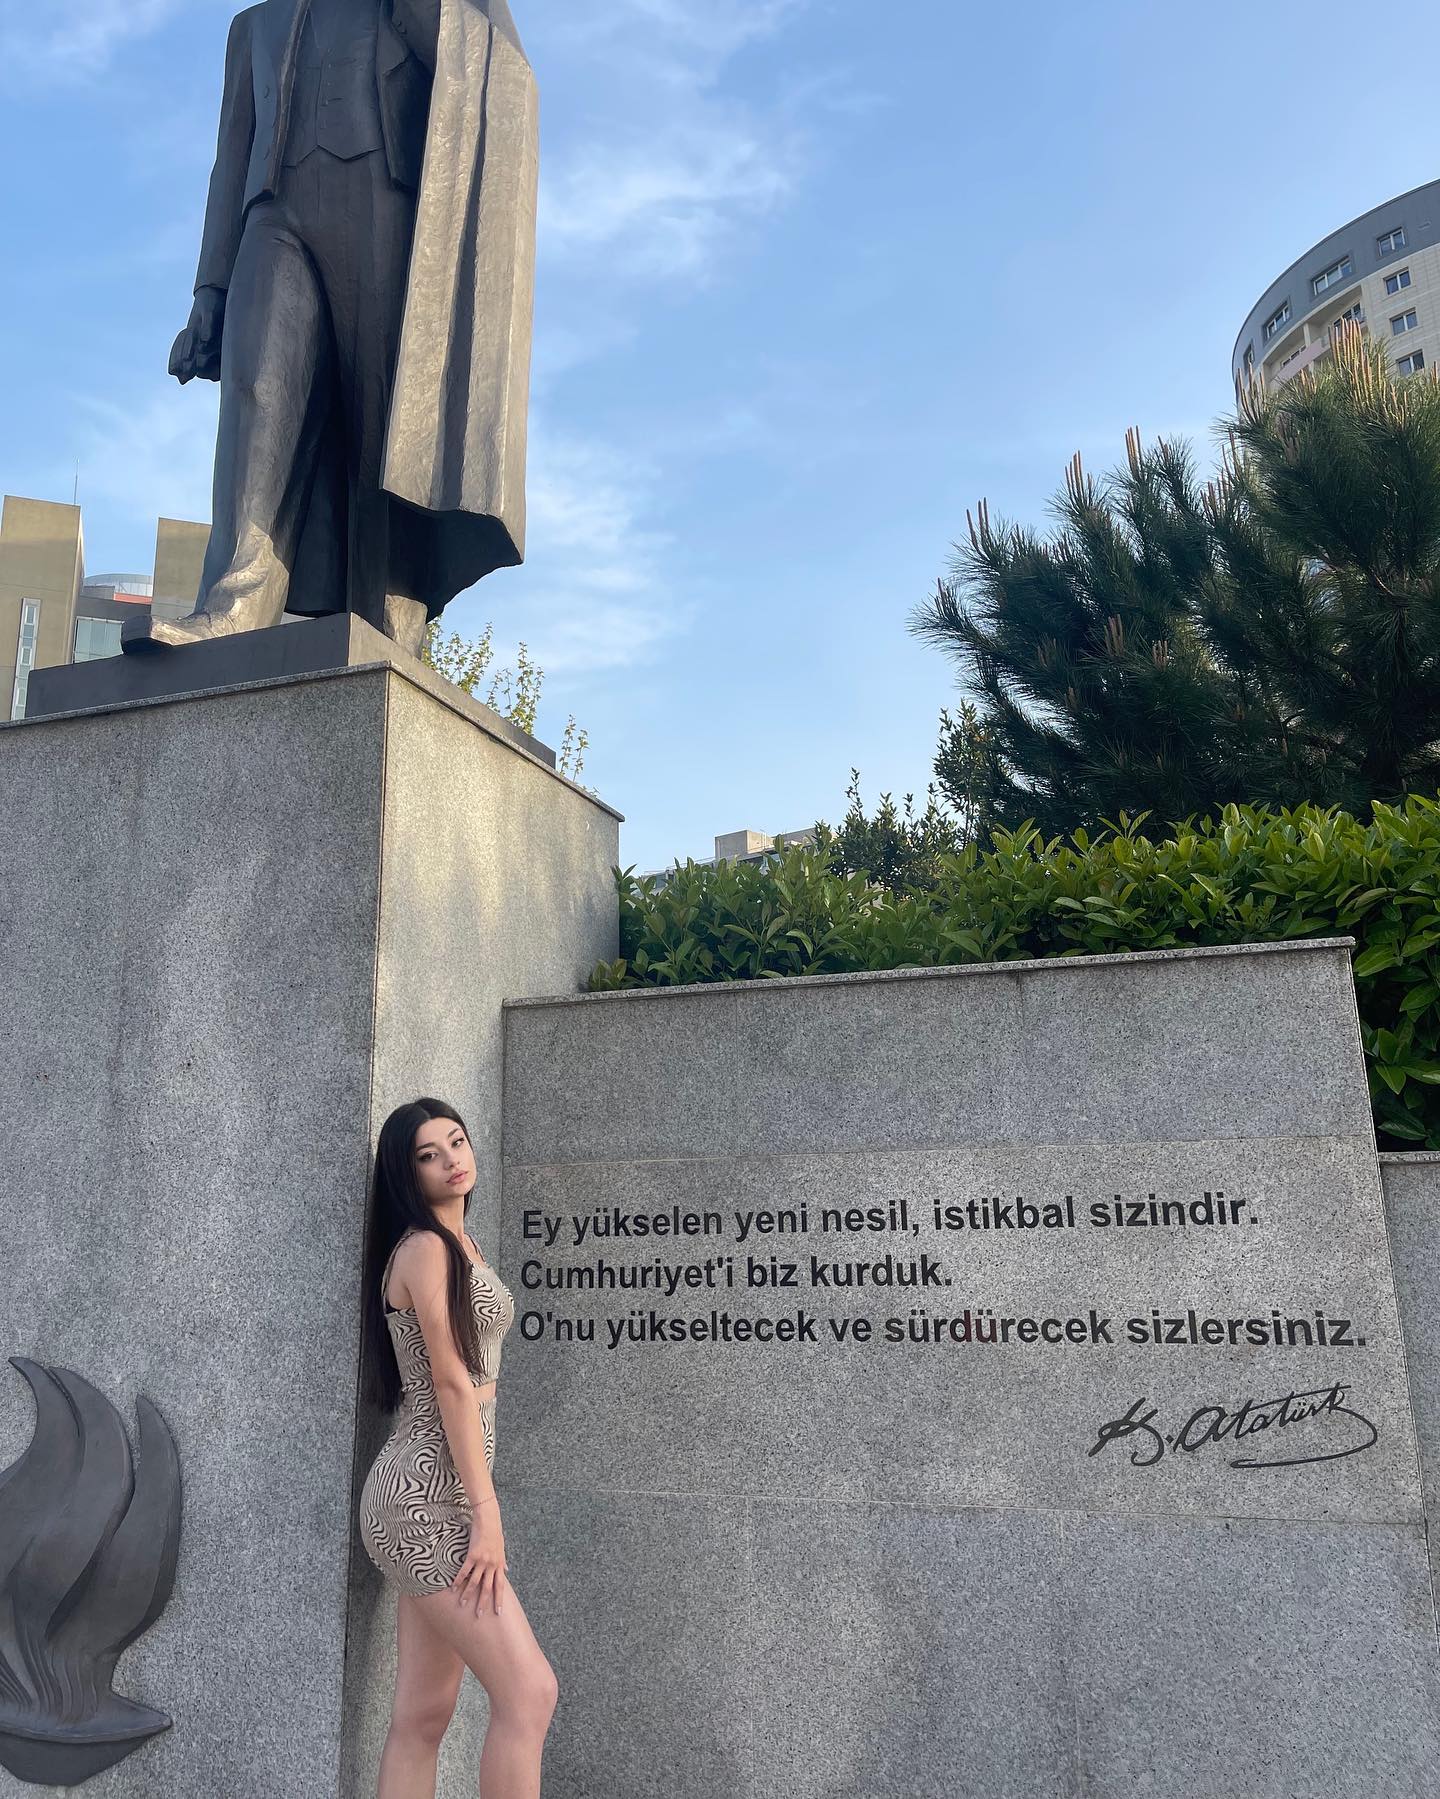 Ey yükselen yeni nesil, istikbal sizindir.
Cumhuriyet'i biz kurduk.
O'nu yükseltecek ve sürdürecek sizlersiniz.
K. Atatürk